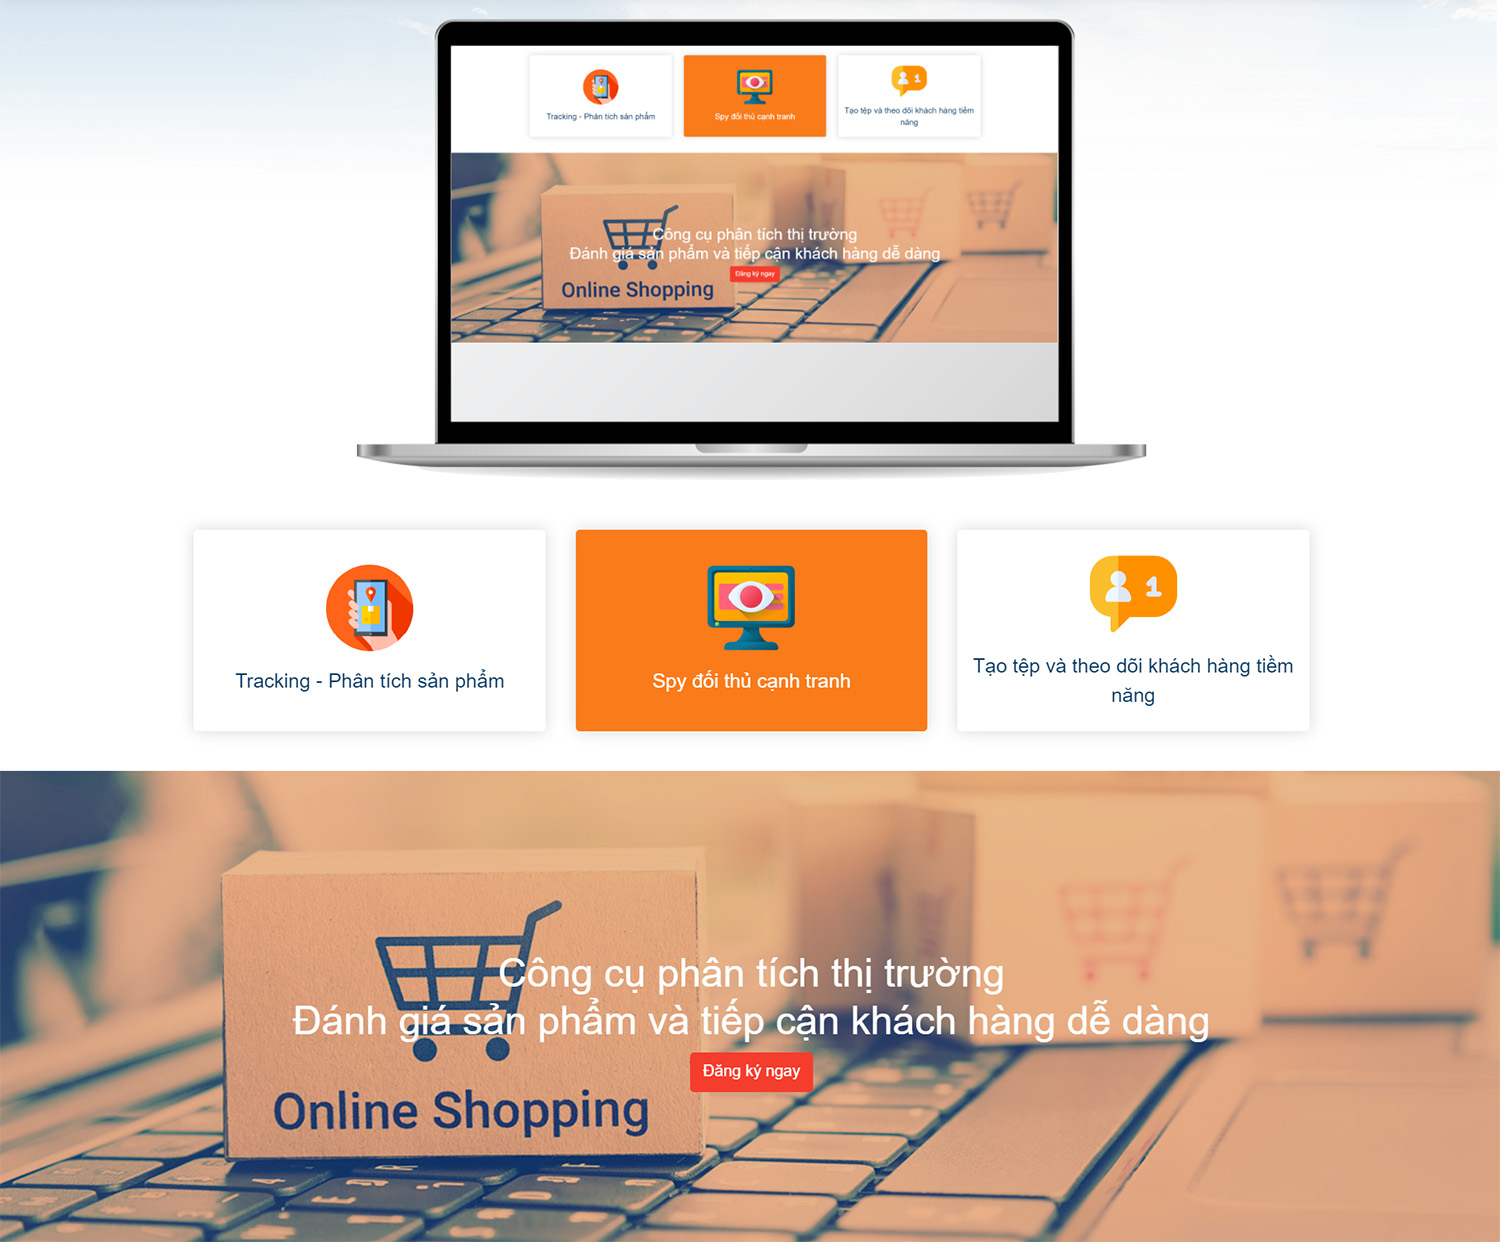 Tracking - Phân tích sản phẩm
Spy đối thủ cạnh tranh
1
Tạo tệp và theo dõi khách hàng tiềm
năng
Công cụ phân tích thị trường
Đánh giá sản phẩm và tiếp cận khách hàng dễ dàng
Đăng ký ngay
Online Shopping
Tracking - Phân tích sản phẩm
Spy đối thủ cạnh tranh
1
Tạo tệp và theo dõi khách hàng tiềm
năng
Công cụ phân tích thị trường
Đánh giá sản phẩm và tiếp cận khách hàng dễ dàng
Đăng ký ngay
Online Shopping